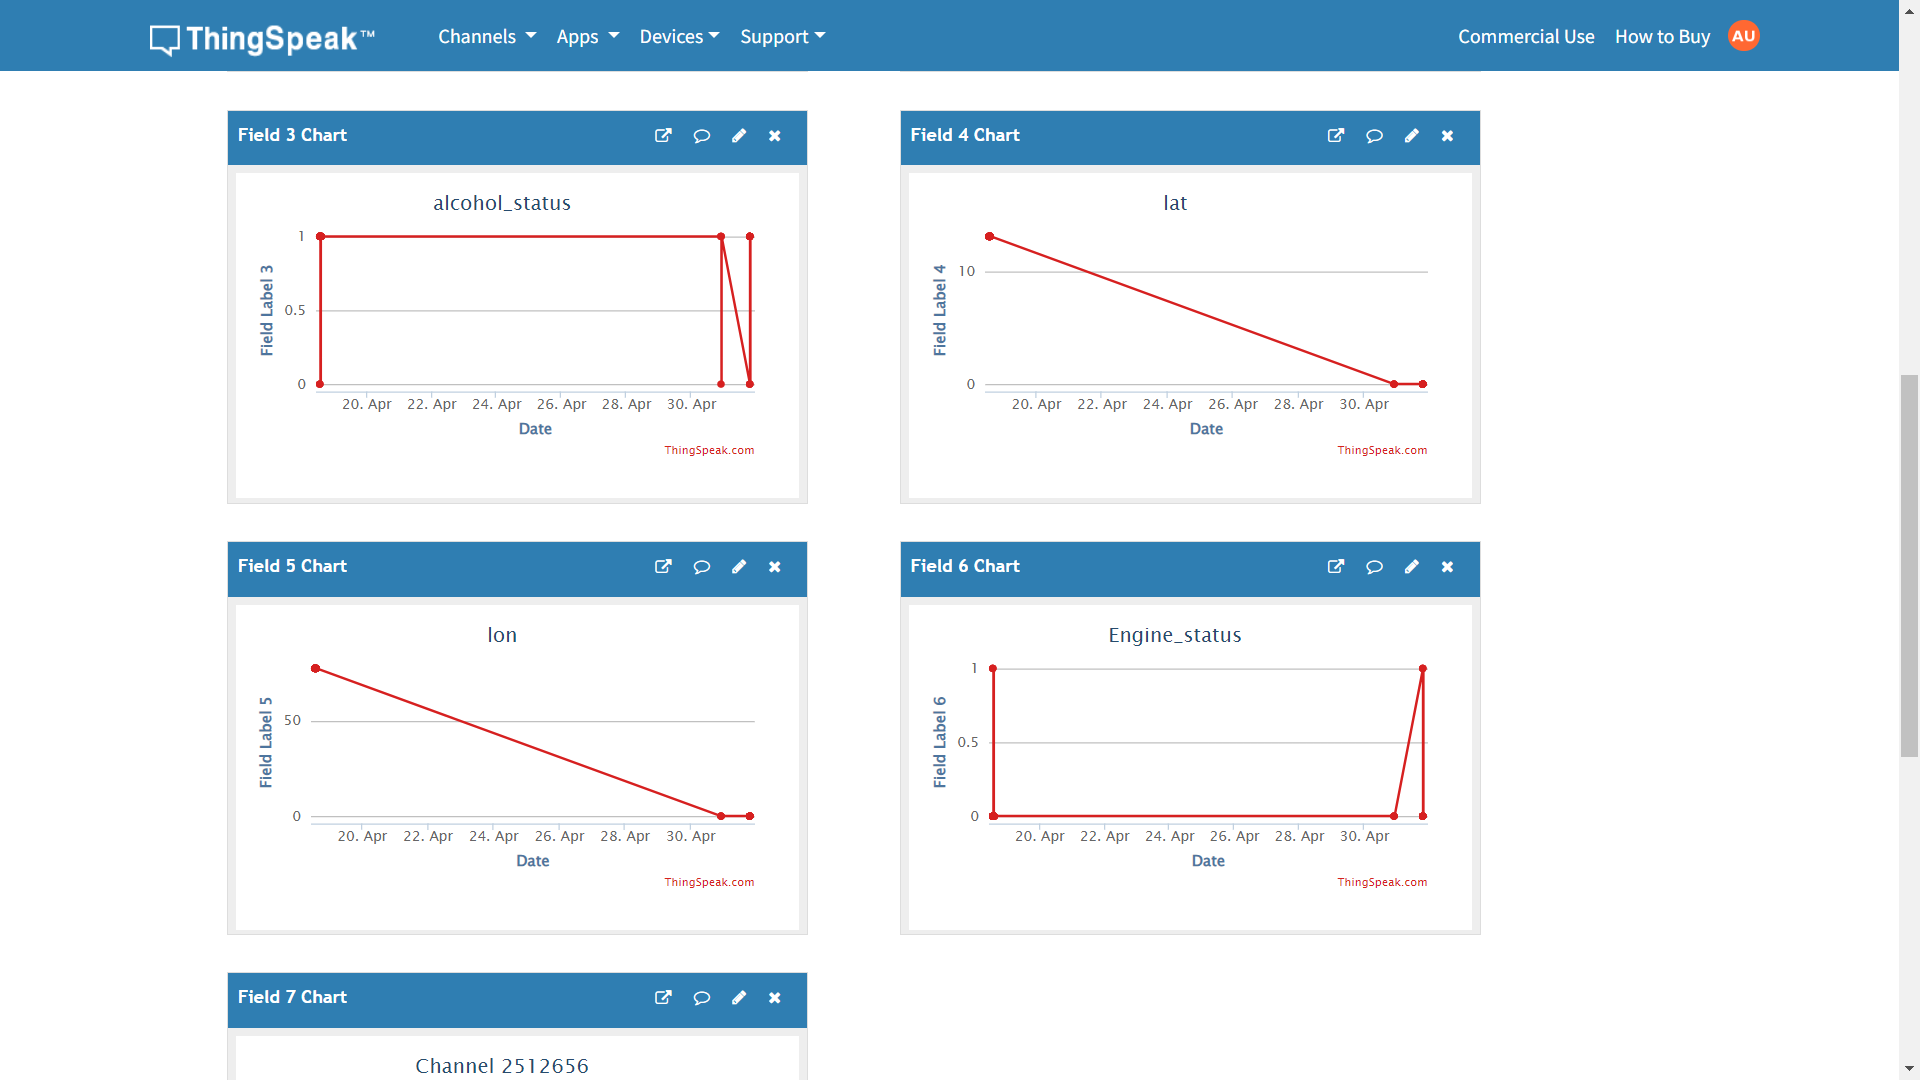 ThingSpeak™ Channels Apps Devices Support Commercial Use How to Buy AU
Field 3 Chart
alcohol_status
Field Label 3
1
0.5
0
20. Apr 22. Apr 24. Apr 26. Apr 28. Apr 30. Apr
Date
ThingSpeak.com
Field 4 Chart
lat
Field Label 4
10
0
20. Apr 22. Apr 24. Apr 26. Apr 28. Apr 30. Apr
Date
ThingSpeak.com
Field 5 Chart
lon
Field Label 5
50
0
20. Apr 22. Apr 24. Apr 26. Apr 28. Apr 30. Apr
Date
ThingSpeak.com
Field 6 Chart
Engine_status
Field Label 6
1
0.5
0
20. Apr 22. Apr 24. Apr 26. Apr 28. Apr 30. Apr
Date
ThingSpeak.com
Field 7 Chart
Channel 2512656